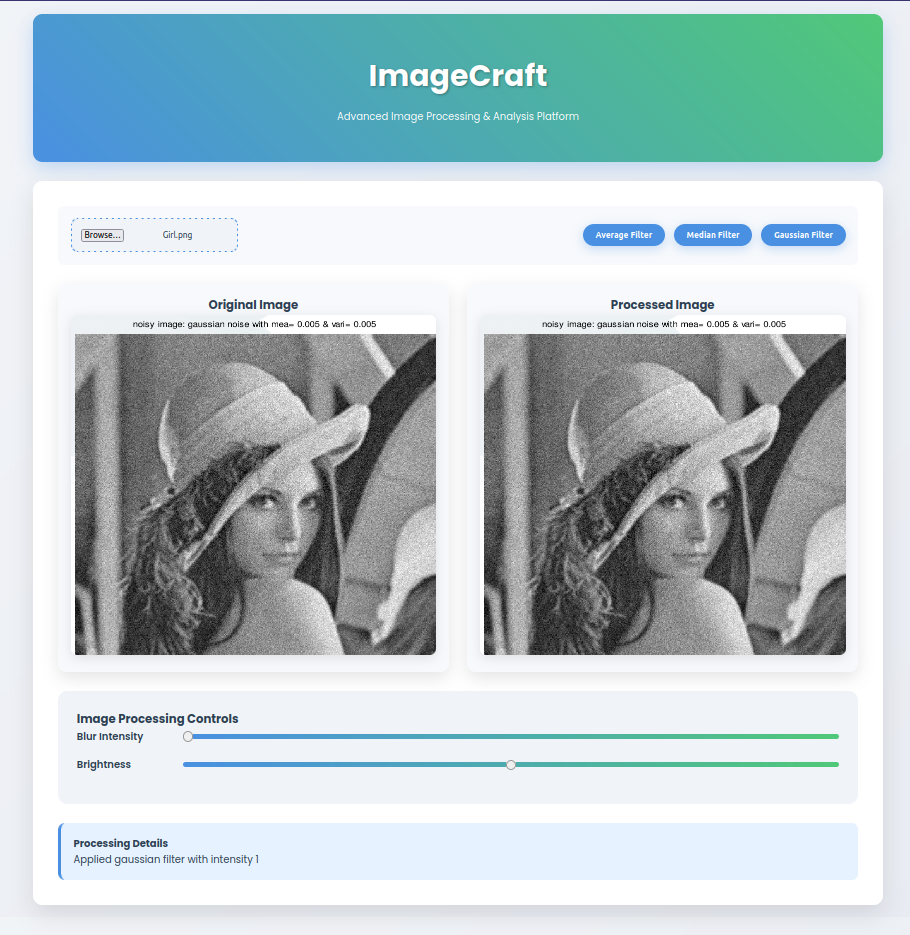 ImageCraft
Advanced Image Processing & Analysis Platform
Browse... Girl.png
Average Filter Median Filter Gaussian Filter
Original Image
noisy image: gaussian noise with mea= 0.005 & vari= 0.005
Processed Image
noisy image: gaussian noise with mea= 0.005 & vari= 0.005
Image Processing Controls
Blur Intensity
Brightness
Processing Details
Applied gaussian filter with intensity 1